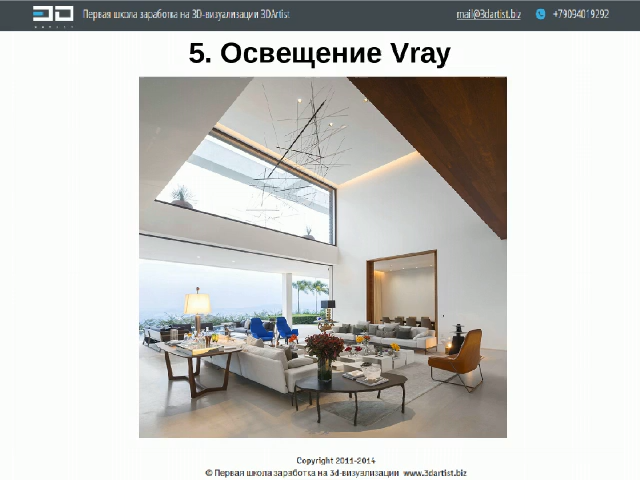 3D
Первая школа заработка на 3D-визуализации 3DArtist
mail@3dartist.biz
+79094019292
5. Освещение Vray
Copyright 2011-2014
© Первая школа заработка на 3d-визуализации www.3dartist.biz